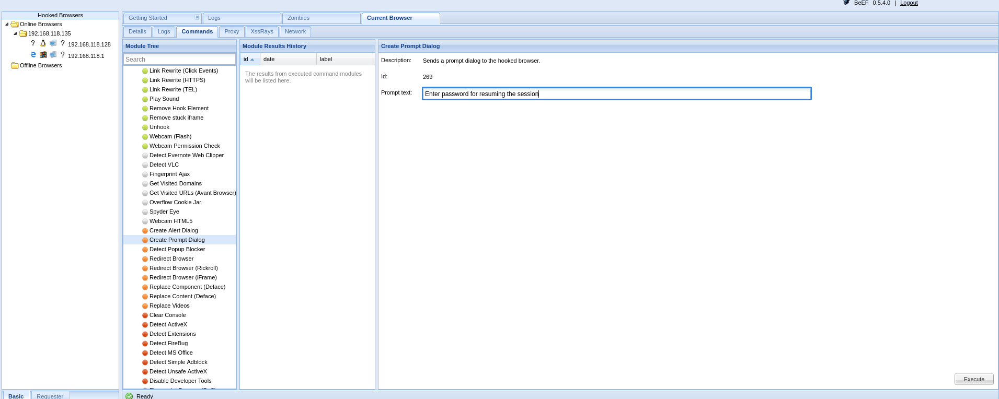 BeEF 0.5.4.0 | Logout
Hooked Browsers
Online Browsers
192.168.118.135
? ? 192.168.118.128
? 192.168.118.1
Offline Browsers
Basic Requester
Getting Started Logs Zombies Current Browser
Details Logs Commands Proxy XssRays Network
Module Tree
Search
Link Rewrite (Click Events)
Link Rewrite (HTTPS)
Link Rewrite (TEL)
Play Sound
Remove Hook Element
Remove stuck iframe
Unhook
Webcam (Flash)
Webcam Permission Check
Detect Evernote Web Clipper
Detect VLC
Fingerprint Ajax
Get Visited Domains
Get Visited URLs (Avant Browser)
Overflow Cookie Jar
Spyder Eye
Webcam HTML5
Create Alert Dialog
Create Prompt Dialog
Detect Popup Blocker
Redirect Browser
Redirect Browser (Rickroll)
Redirect Browser (iFrame)
Replace Component (Deface)
Replace Content (Deface)
Replace Videos
Clear Console
Detect ActiveX
Detect Extensions
Detect FireBug
Detect MS Office
Detect Simple Adblock
Detect Unsafe ActiveX
Disable Developer Tools
Module Results History
id date label
The results from executed command modules
will be listed here.
Create Prompt Dialog
Description: Sends a prompt dialog to the hooked browser.
Id: 269
Prompt text: Enter password for resuming the session
Execute
Ready